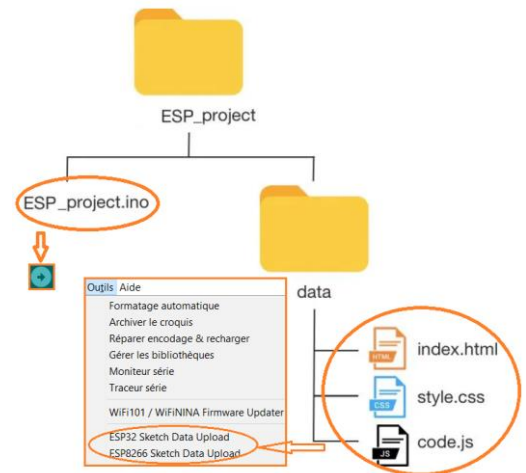 ESP_project
ESP_project.ino
data
Outils Aide
Formatage automatique
Archiver le croquis
Réparer encodage & recharger
Gérer les bibliothèques
Moniteur série
Traceur série
WiFi101 / WiFiNINA Firmware Updater
ESP32 Sketch Data Upload
ESP8266 Sketch Data Upload
HTML
index.html
CSS
style.css
JS
code.js